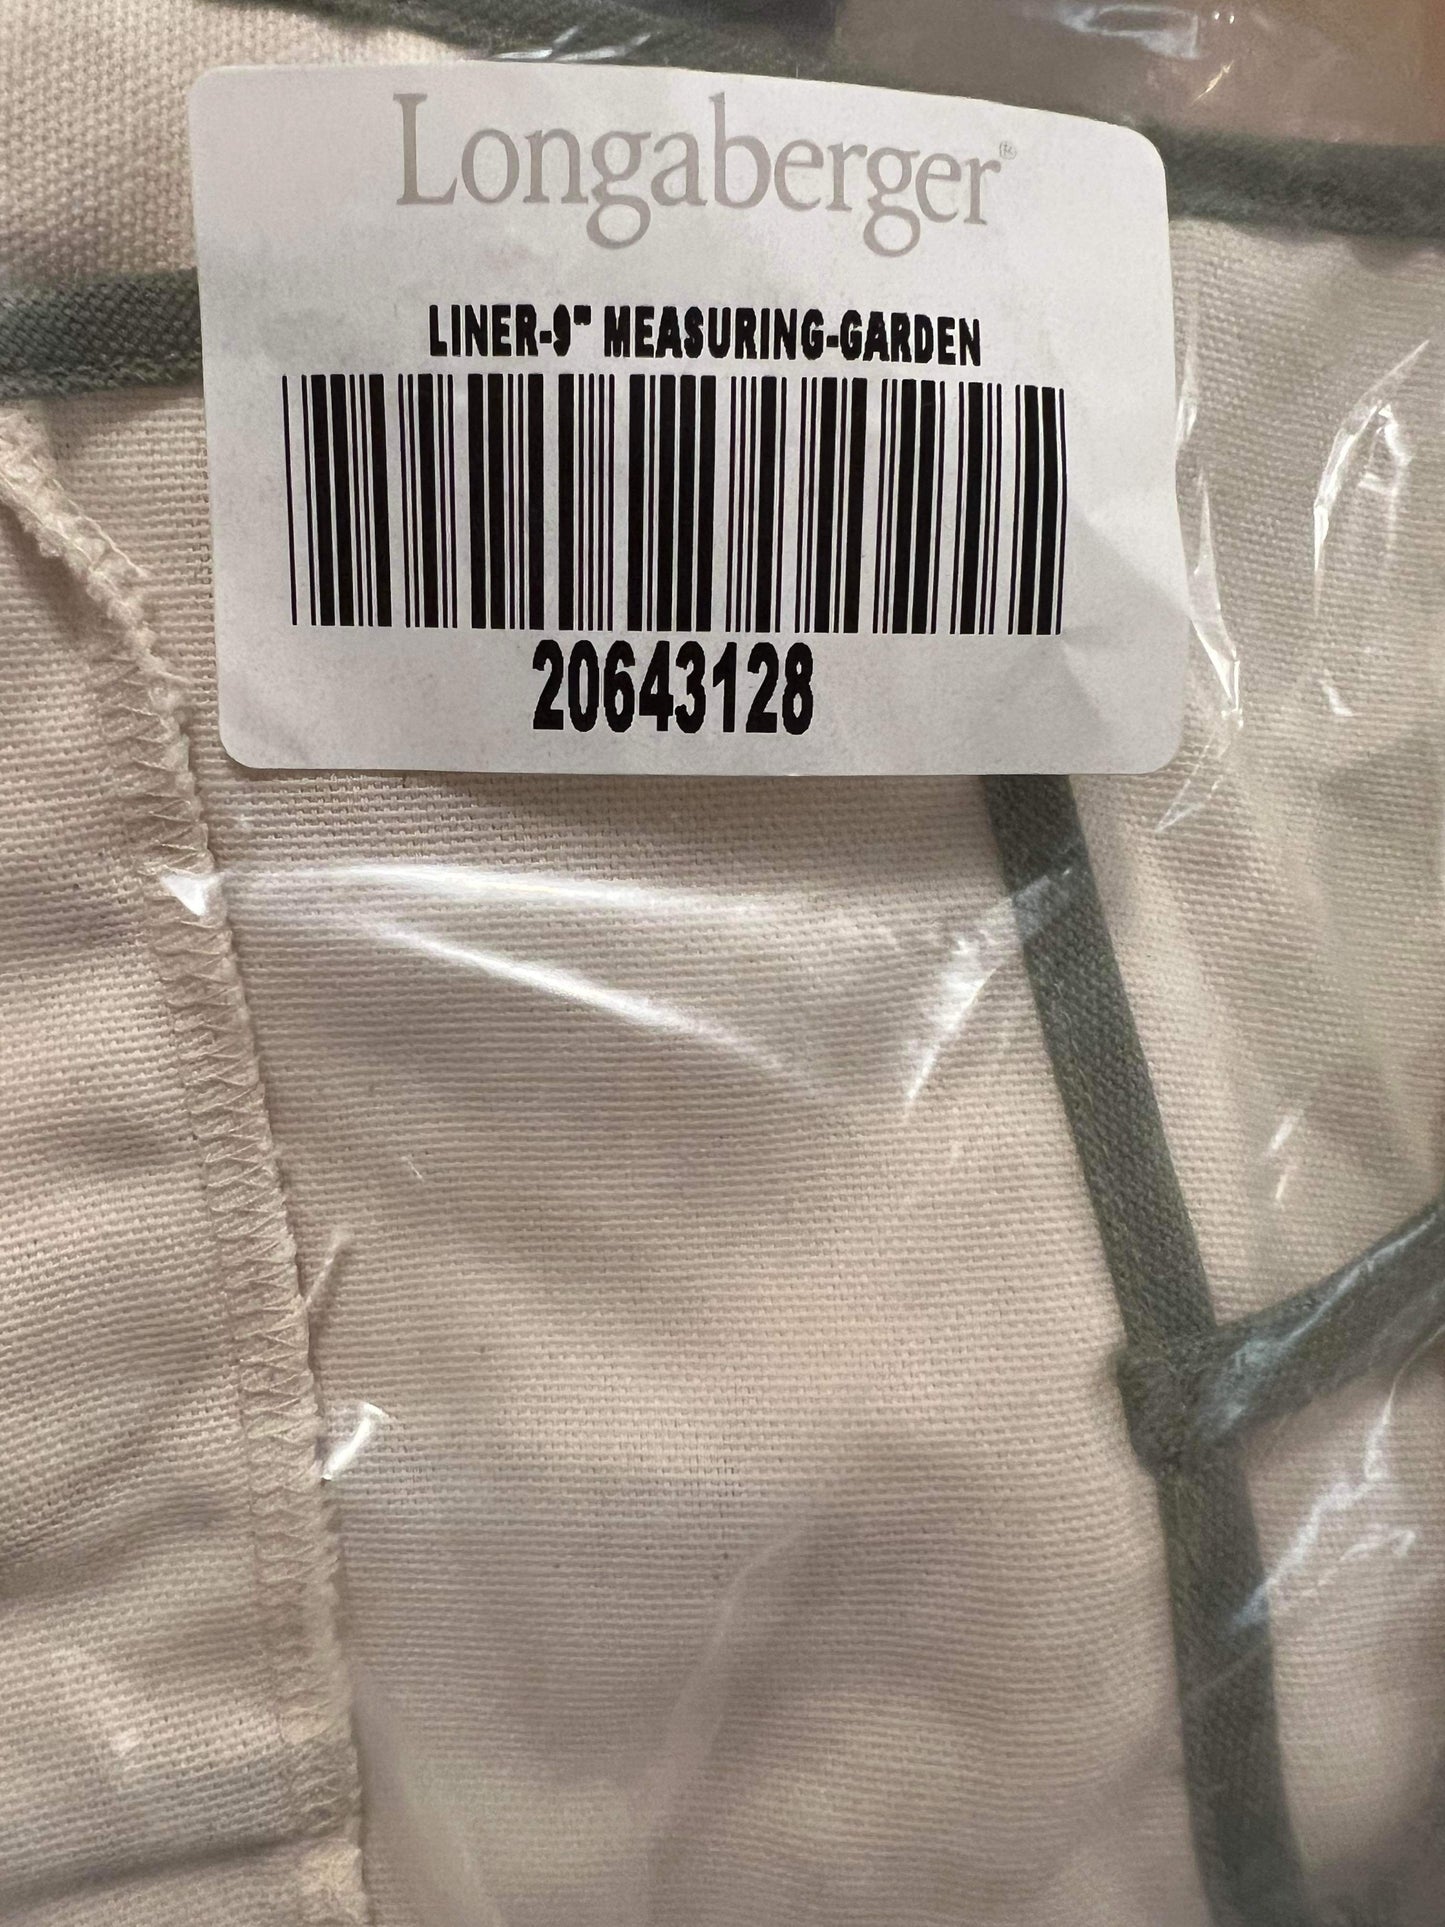 Longaberger®
LINER-9" MEASURING-GARDEN
20643128